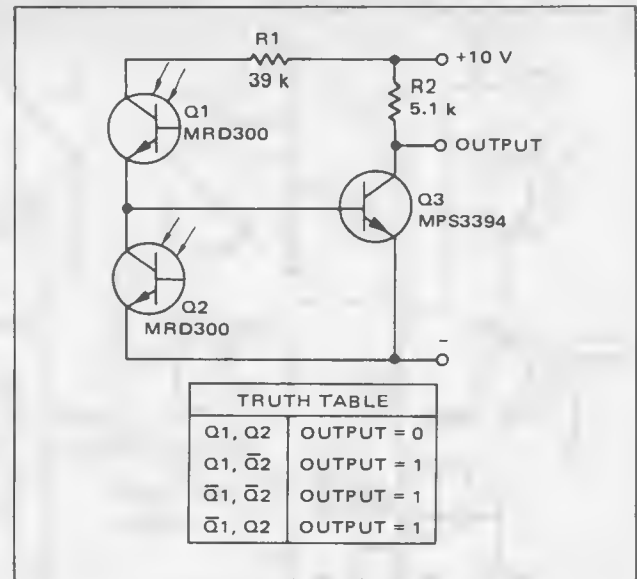 R1
39 k
+10 V
R2
5.1 k
Q1
MRD300
OUTPUT
Q3
MPS3394
Q2
MRD300
-
TRUTH TABLE
Q1, Q2 OUTPUT = 0
Q1, Q̅2 OUTPUT = 1
Q̅1, Q̅2 OUTPUT = 1
Q̅1, Q2 OUTPUT = 1